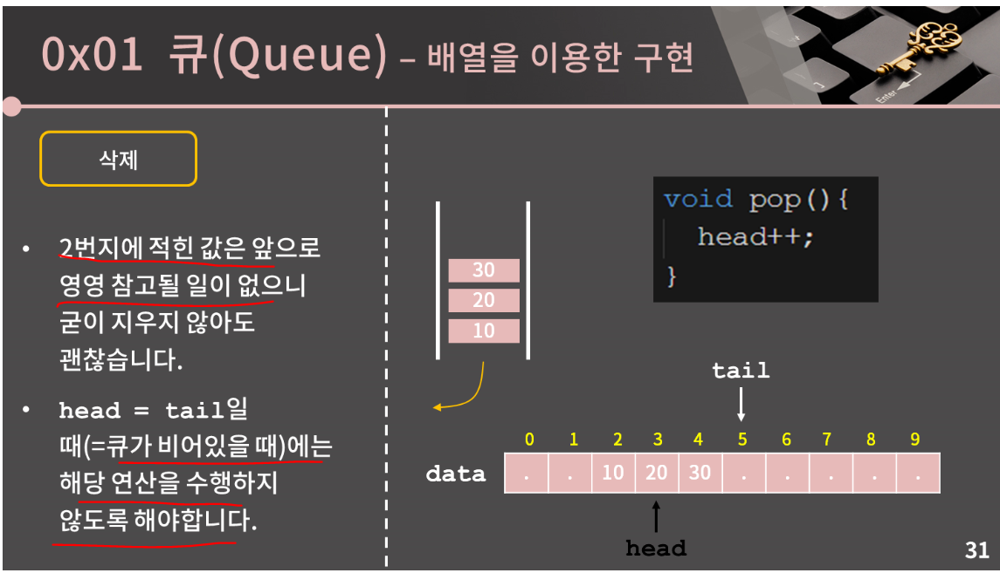 0x01 큐(Queue) – 배열을 이용한 구현
Enter
삭제
• 2번지에 적힌 값은 앞으로
영영 참고될 일이 없으니
굳이 지우지 않아도
괜찮습니다.
• head = tail일
때(=큐가 비어있을 때)에는
해당 연산을 수행하지
않도록 해야합니다.
30
20
10
void pop(){
head++;
}
tail
0 1 2 3 4 5 6 7 8 9
data . . 10 20 30 . . . . .
head
31